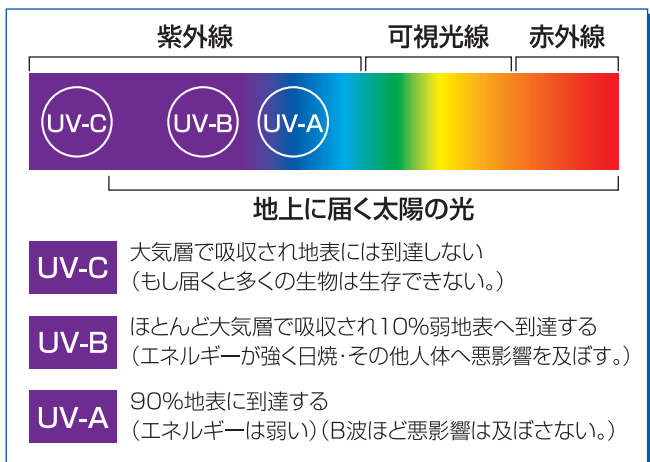 紫外線 可視光線 赤外線
UV-C UV-B UV-A
地上に届く太陽の光
UV-C 大気層で吸収され地表には到達しない
（もし届くと多くの生物は生存できない。）
UV-B ほとんど大気層で吸収され10％弱地表へ到達する
（エネルギーが強く日焼・その他人体へ悪影響を及ぼす。）
UV-A 90％地表に到達する
（エネルギーは弱い）（B波ほど悪影響は及ぼさない。）